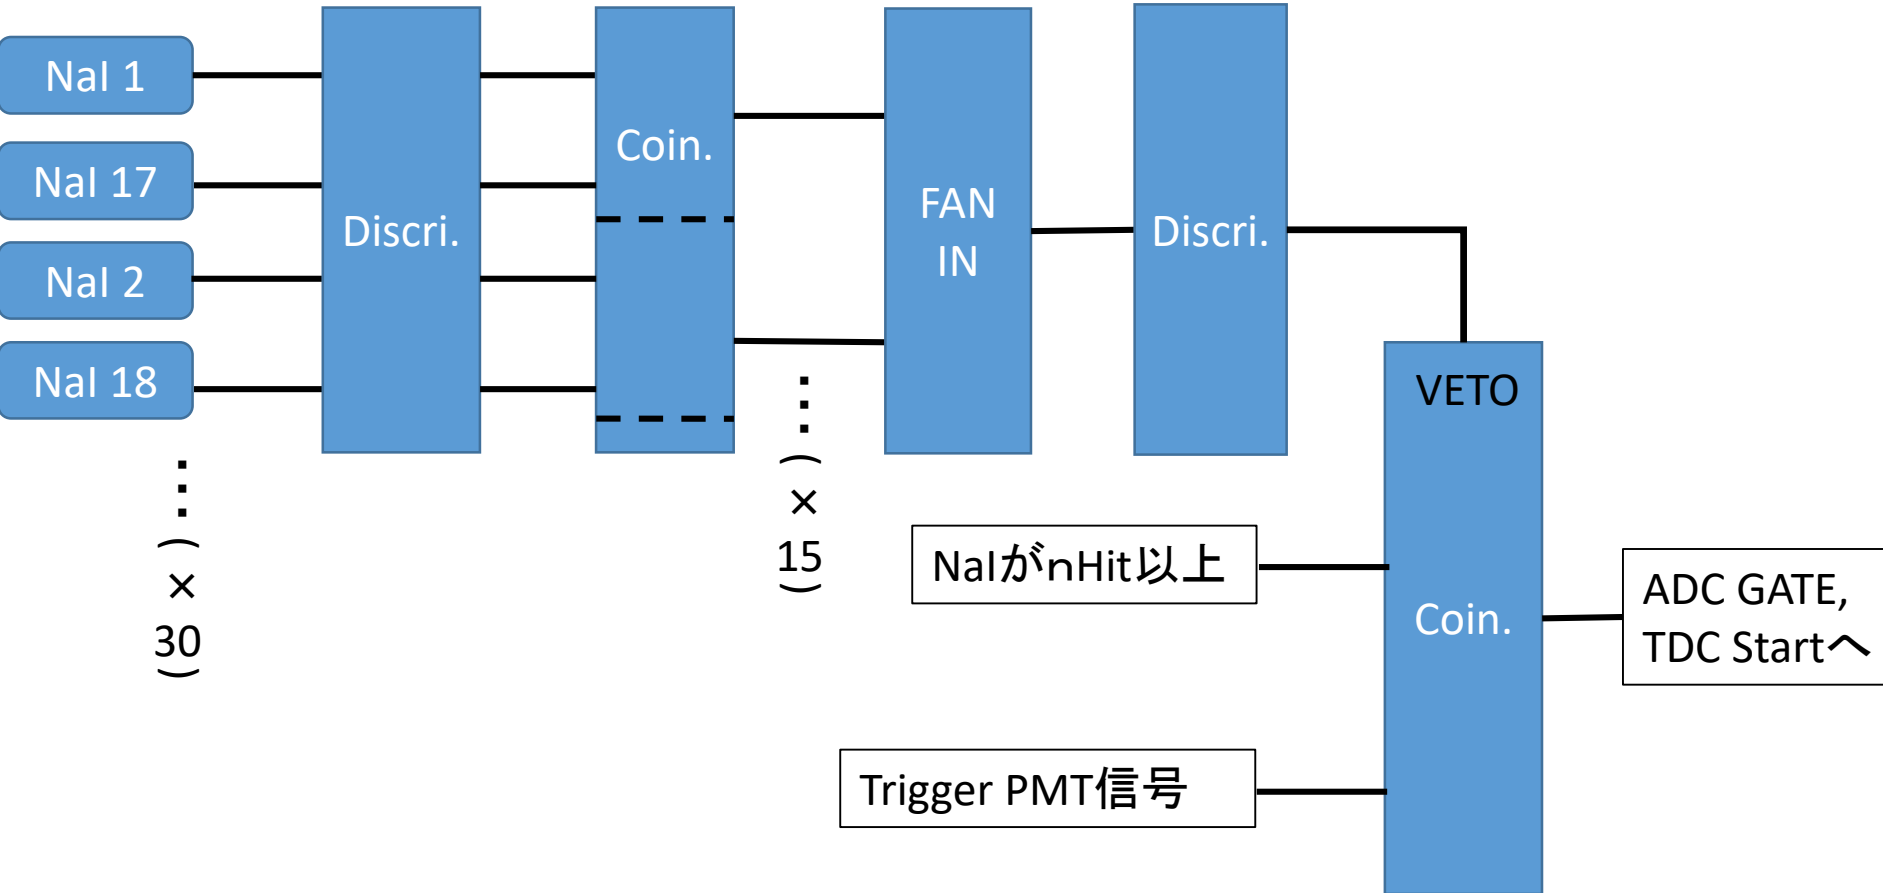 NaI 1
NaI 17
NaI 2
NaI 18
⋮
(×30)
Discri.
Coin.
⋮
(×15)
FAN
IN
Discri.
VETO
Coin.
NaIがnHit以上
Trigger PMT信号
ADC GATE,
TDC Startへ